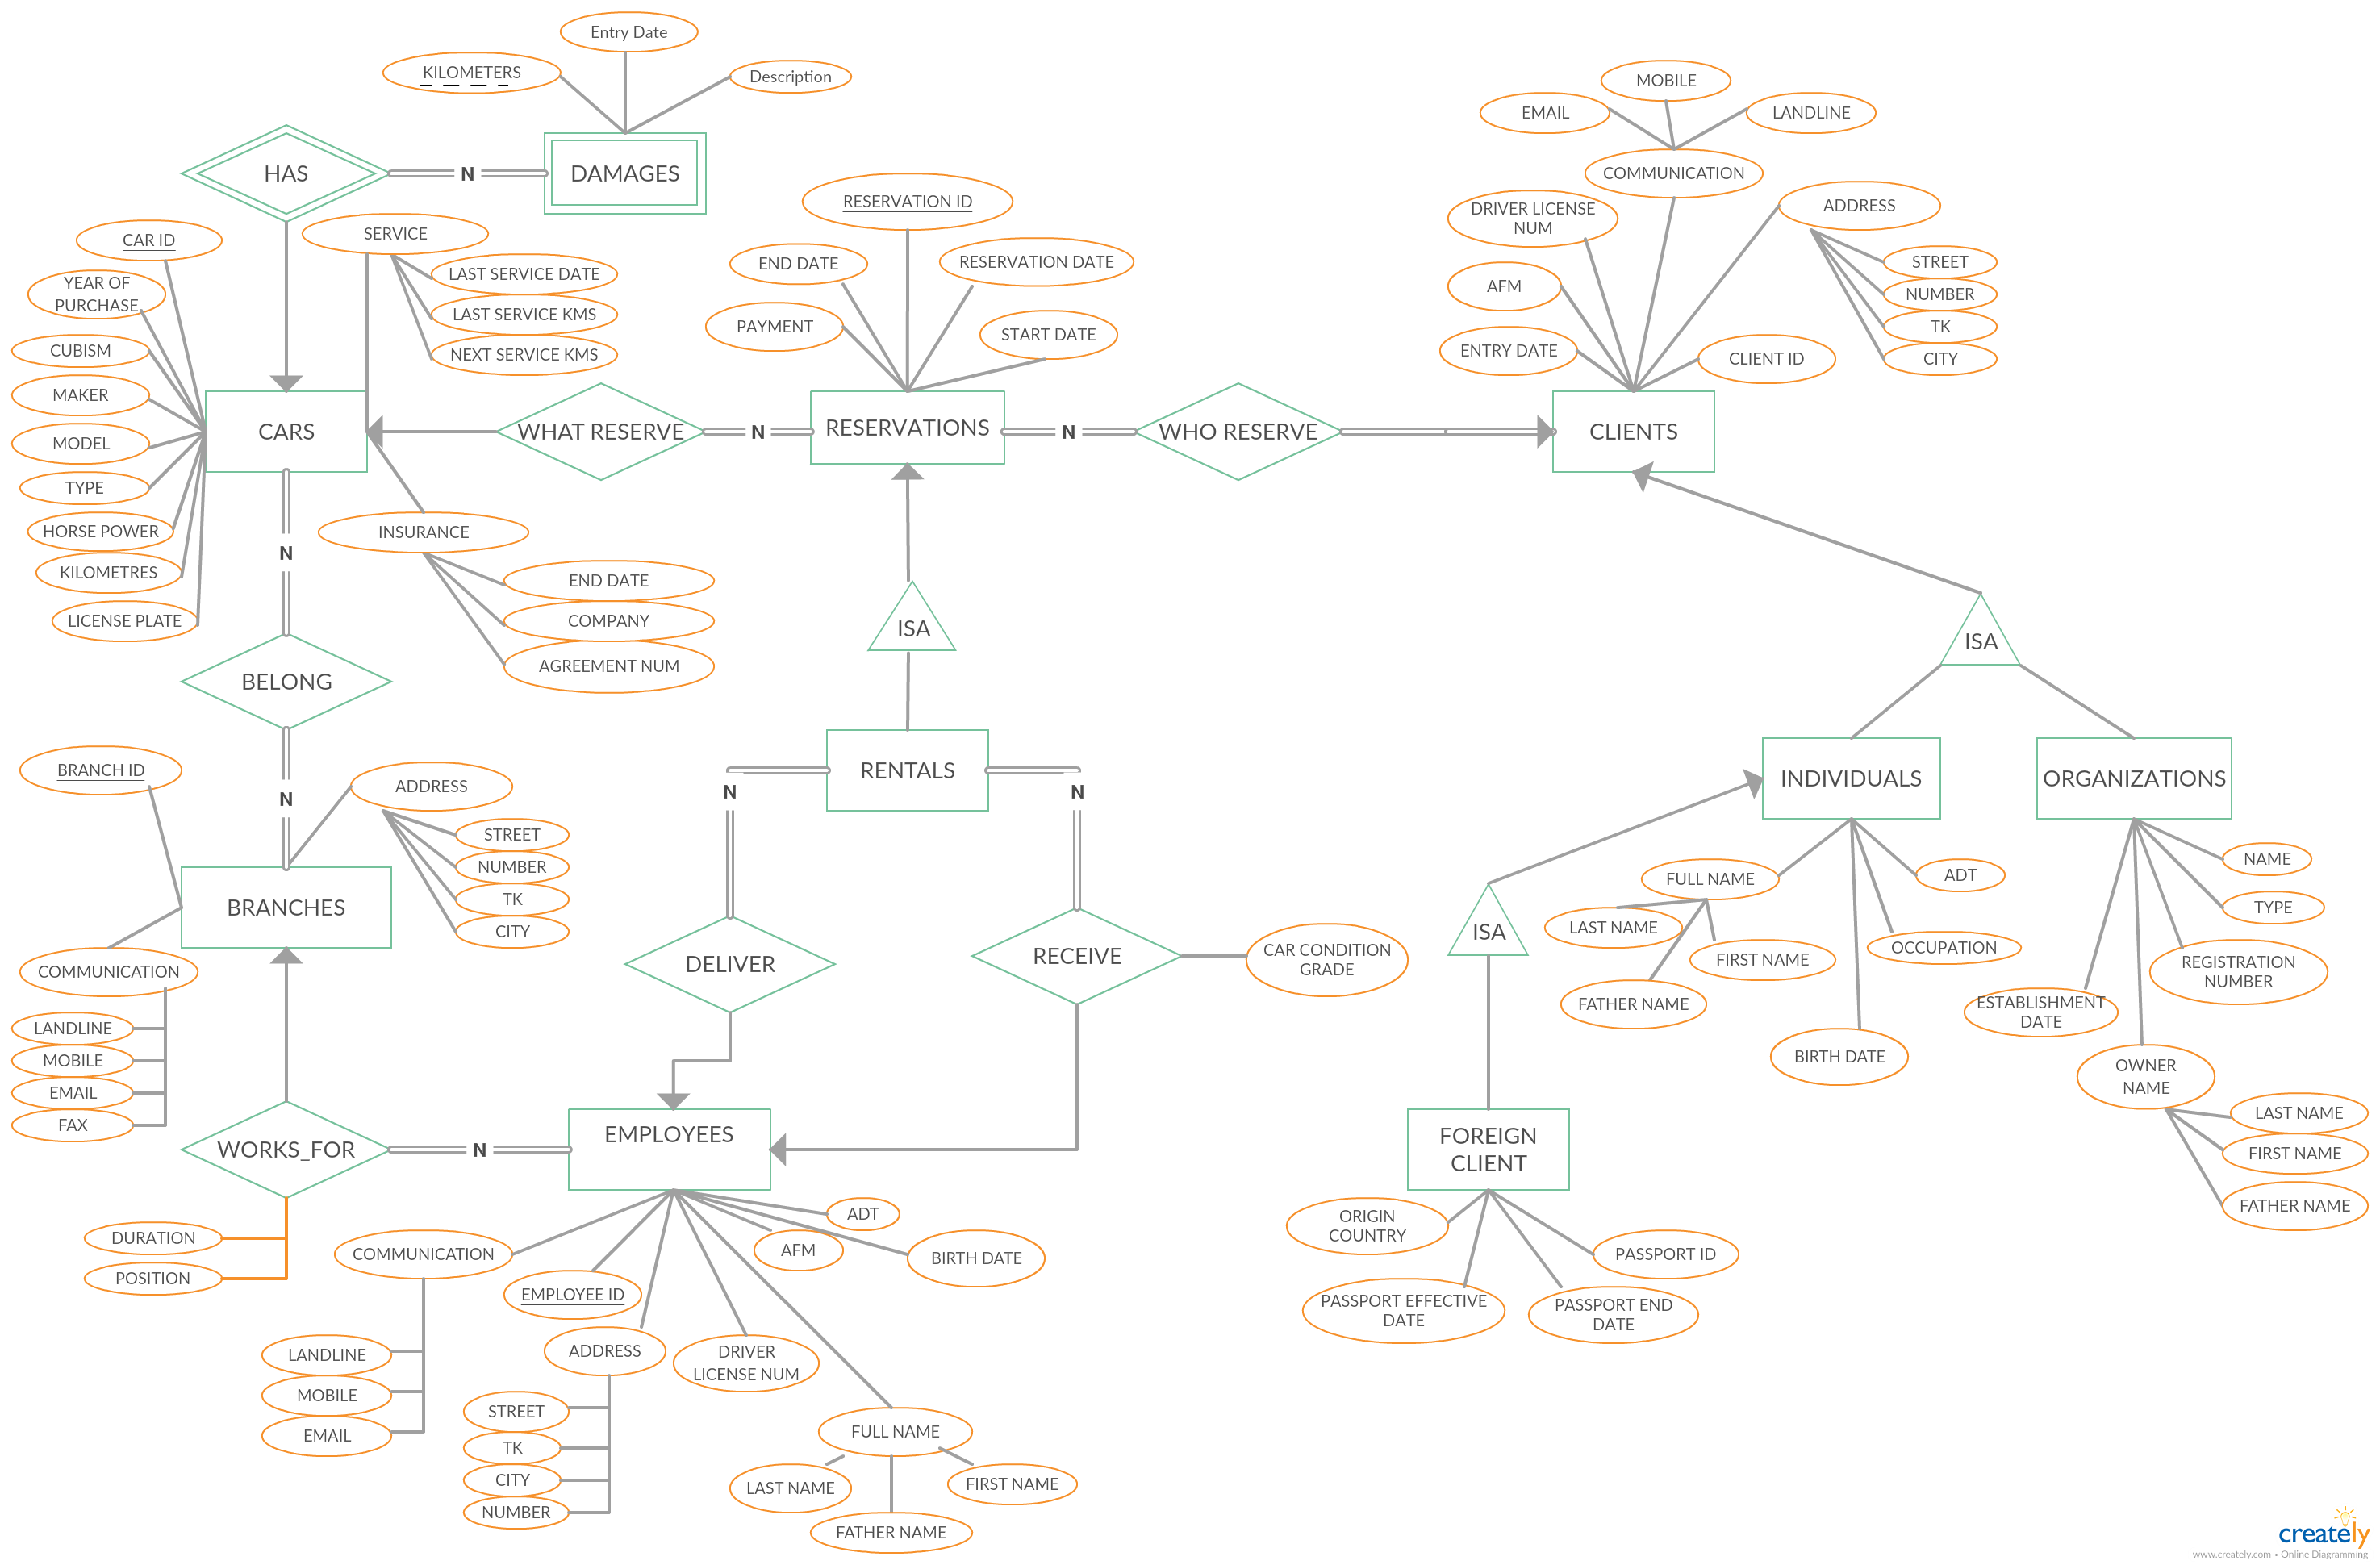 Entry Date
KILOMETERS
Description
HAS
N
DAMAGES
CAR ID
SERVICE
YEAR OF
PURCHASE
LAST SERVICE DATE
LAST SERVICE KMS
NEXT SERVICE KMS
CUBISM
MAKER
MODEL
TYPE
HORSE POWER
KILOMETRES
LICENSE PLATE
CARS
INSURANCE
END DATE
COMPANY
AGREEMENT NUM
WHAT RESERVE
N
RESERVATION ID
END DATE
RESERVATION DATE
PAYMENT
START DATE
RESERVATIONS
N
WHO RESERVE
MOBILE
EMAIL
LANDLINE
COMMUNICATION
DRIVER LICENSE
NUM
ADDRESS
STREET
NUMBER
TK
CITY
AFM
ENTRY DATE
CLIENT ID
CLIENTS
N
BELONG
N
ISA
ISA
BRANCH ID
ADDRESS
STREET
NUMBER
TK
CITY
BRANCHES
COMMUNICATION
LANDLINE
MOBILE
EMAIL
FAX
RENTALS
N
N
DELIVER
RECEIVE
CAR CONDITION
GRADE
INDIVIDUALS
ORGANIZATIONS
ISA
FULL NAME
LAST NAME
FIRST NAME
FATHER NAME
ADT
OCCUPATION
BIRTH DATE
NAME
TYPE
REGISTRATION
NUMBER
ESTABLISHMENT
DATE
OWNER
NAME
LAST NAME
FIRST NAME
FATHER NAME
WORKS_FOR
N
EMPLOYEES
DURATION
POSITION
COMMUNICATION
LANDLINE
MOBILE
EMAIL
EMPLOYEE ID
ADDRESS
STREET
TK
CITY
NUMBER
DRIVER
LICENSE NUM
ADT
AFM
BIRTH DATE
FULL NAME
LAST NAME
FIRST NAME
FATHER NAME
FOREIGN
CLIENT
ORIGIN
COUNTRY
PASSPORT ID
PASSPORT EFFECTIVE
DATE
PASSPORT END
DATE
creately
www.creately.com • Online Diagramming